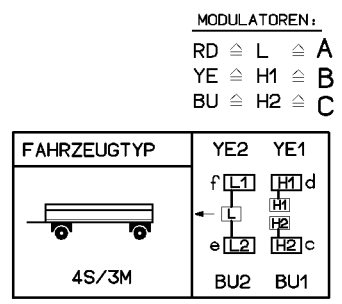 MODULATOREN:
RD ≙ L ≙ A
YE ≙ H1 ≙ B
BU ≙ H2 ≙ C
FAHRZEUGTYP
4S/3M
YE2 YE1
f L1 H1 d
L H1
H2
e L2 H2 c
BU2 BU1